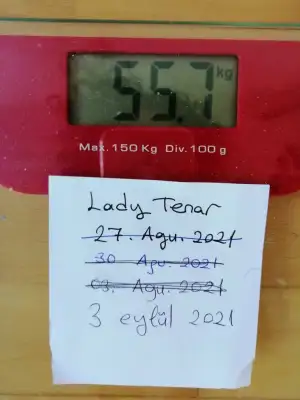 55.7 kg
Max. 150 Kg Div. 100 g
Lady Tenar
27. Agu. 2021
30 Agu. 2021
03. Agu. 2021
3 eylül 2021